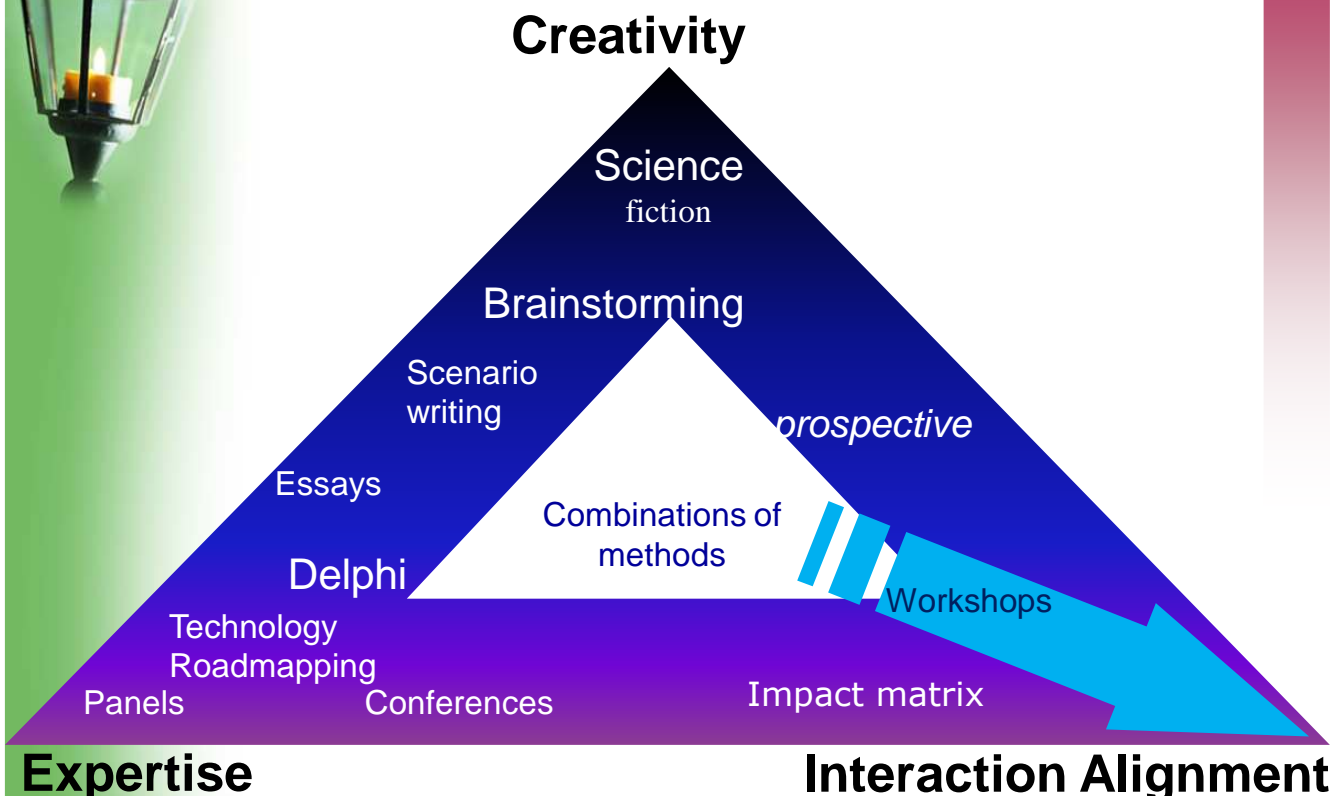 Creativity
Science
fiction
Brainstorming
Scenario
writing
prospective
Essays
Combinations of
methods
Delphi
Workshops
Technology
Roadmapping
Panels
Conferences
Impact matrix
Expertise
Interaction Alignment